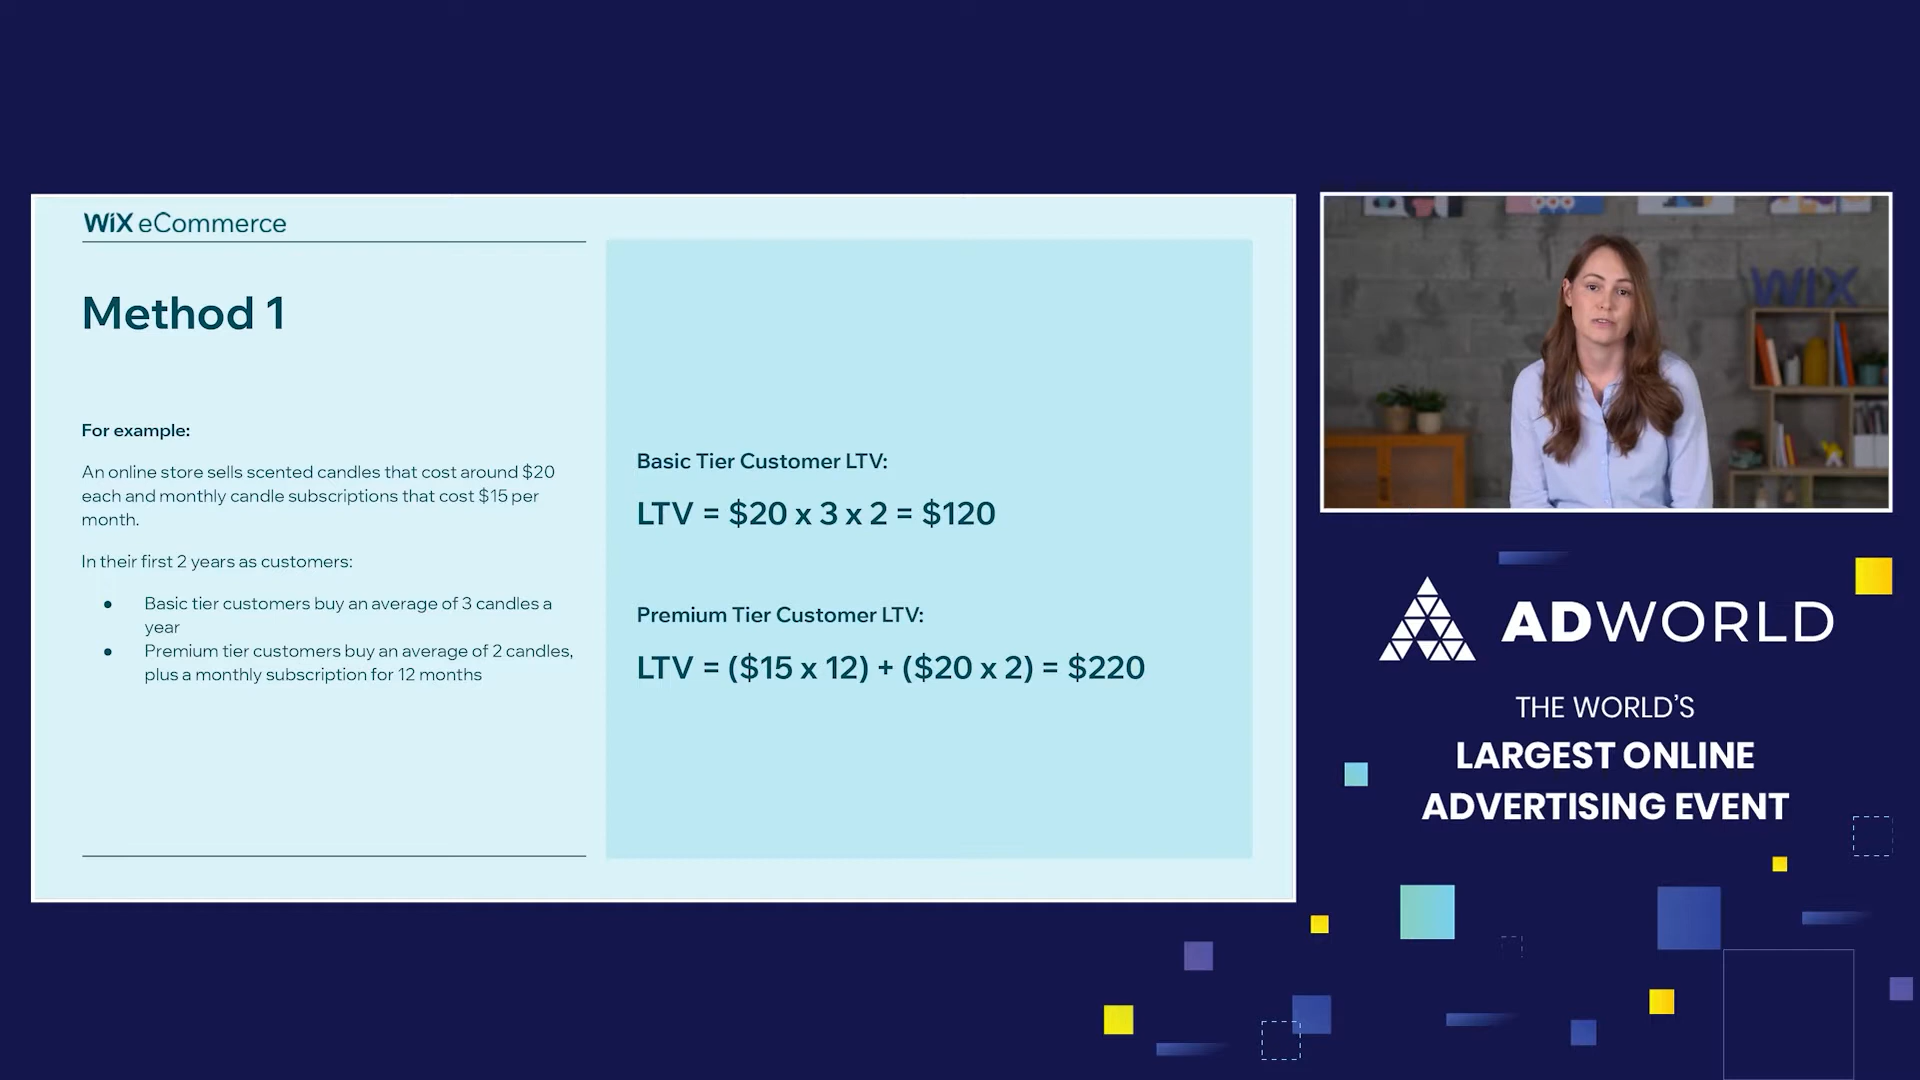 WiX eCommerce
Method 1
For example:
An online store sells scented candles that cost around $20
each and monthly candle subscriptions that cost $15 per
month.
In their first 2 years as customers:
● Basic tier customers buy an average of 3 candles a
year
● Premium tier customers buy an average of 2 candles,
plus a monthly subscription for 12 months
Basic Tier Customer LTV:
LTV = $20 x 3 x 2 = $120
Premium Tier Customer LTV:
LTV = ($15 x 12) + ($20 x 2) = $220
WIX
ADWORLD
THE WORLD'S
LARGEST ONLINE
ADVERTISING EVENT